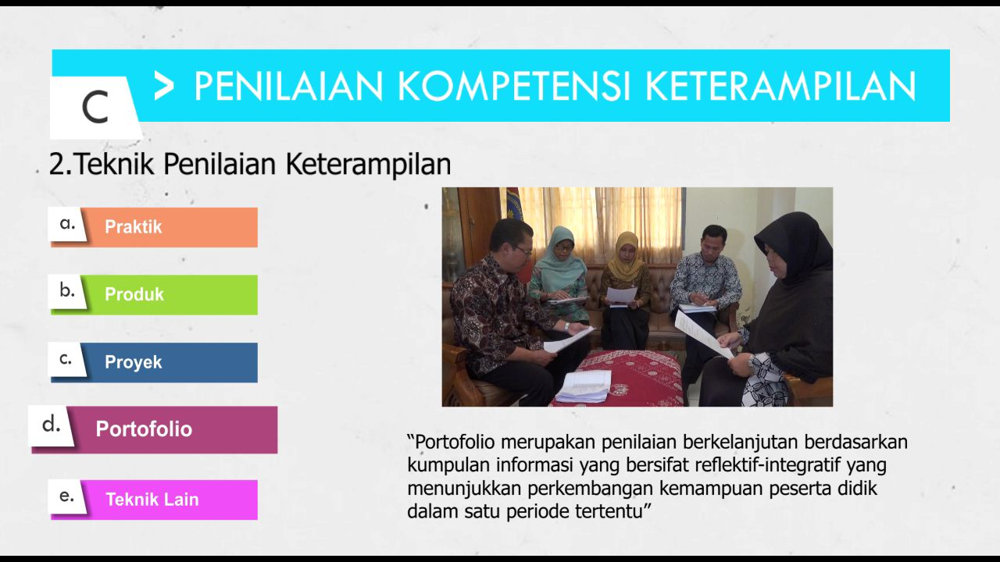 C
> PENILAIAN KOMPETENSI KETERAMPILAN
2.Teknik Penilaian Keterampilan
a. Praktik
b. Produk
c. Proyek
d. Portofolio
e. Teknik Lain
“Portofolio merupakan penilaian berkelanjutan berdasarkan
kumpulan informasi yang bersifat reflektif-integratif yang
menunjukkan perkembangan kemampuan peserta didik
dalam satu periode tertentu”